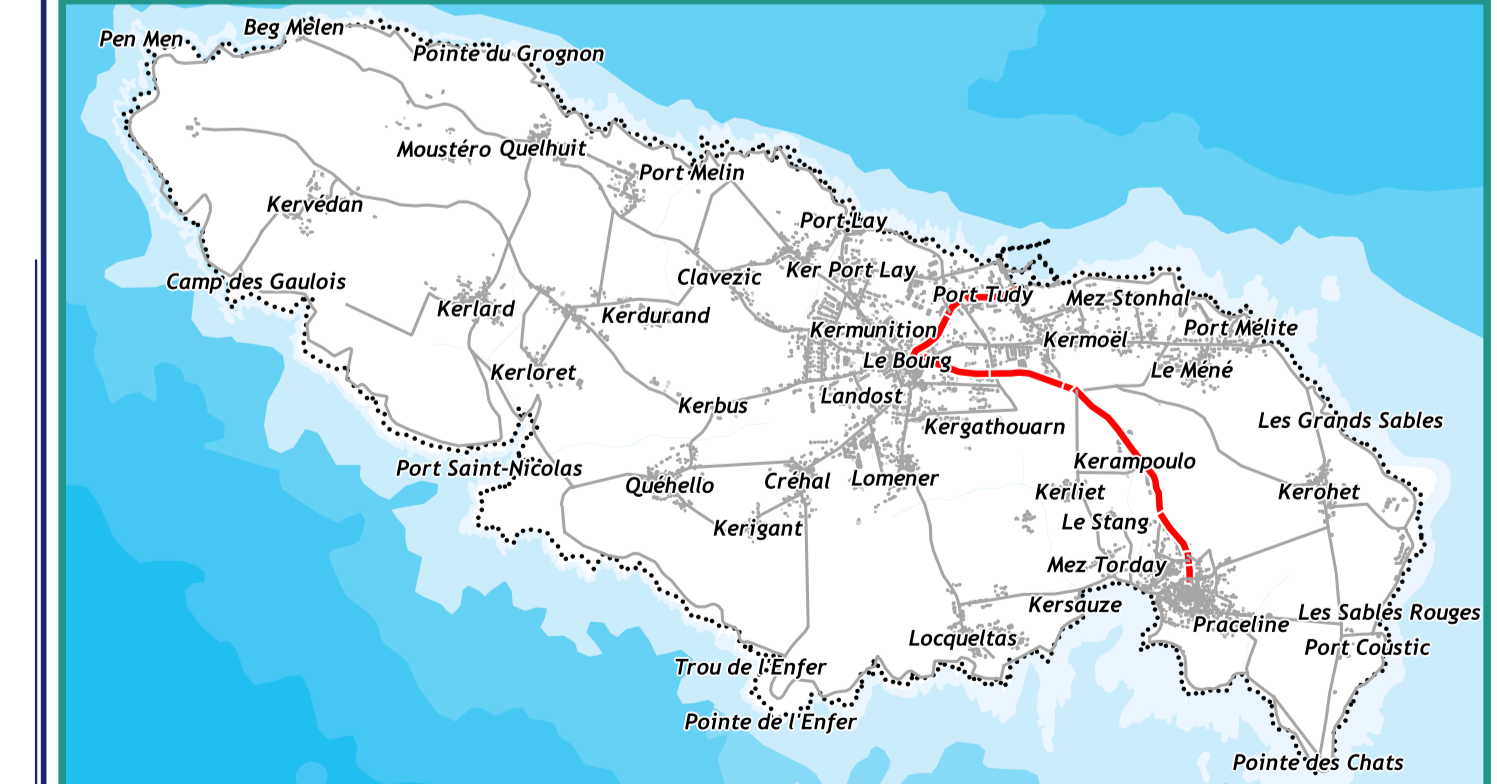 Beg Melen
Pen Men
Pointe du Grognon
Moustéro
Quelhuit
Port Melin
Kervédan
Port Lay
Camp des Gaulois
Clavezic
Ker Port Lay
Port Tudy
Mez Stonhal
Kerlard
Kerdurand
Kermunition
Kermoël
Port Mélite
Le Bourg
Kerloret
Le Méné
Landost
Kerbus
Kergathouarn
Les Grands Sables
Port Saint-Nicolas
Kerampoulo
Quéhello
Créhal
Lomener
Kerliet
Kerohet
Kerigant
Le Stang
Mez Torday
Kersauze
Les Sables Rouges
Praceline
Locqueltas
Port Coustic
Trou de l'Enfer
Pointe de l'Enfer
Pointe des Chats